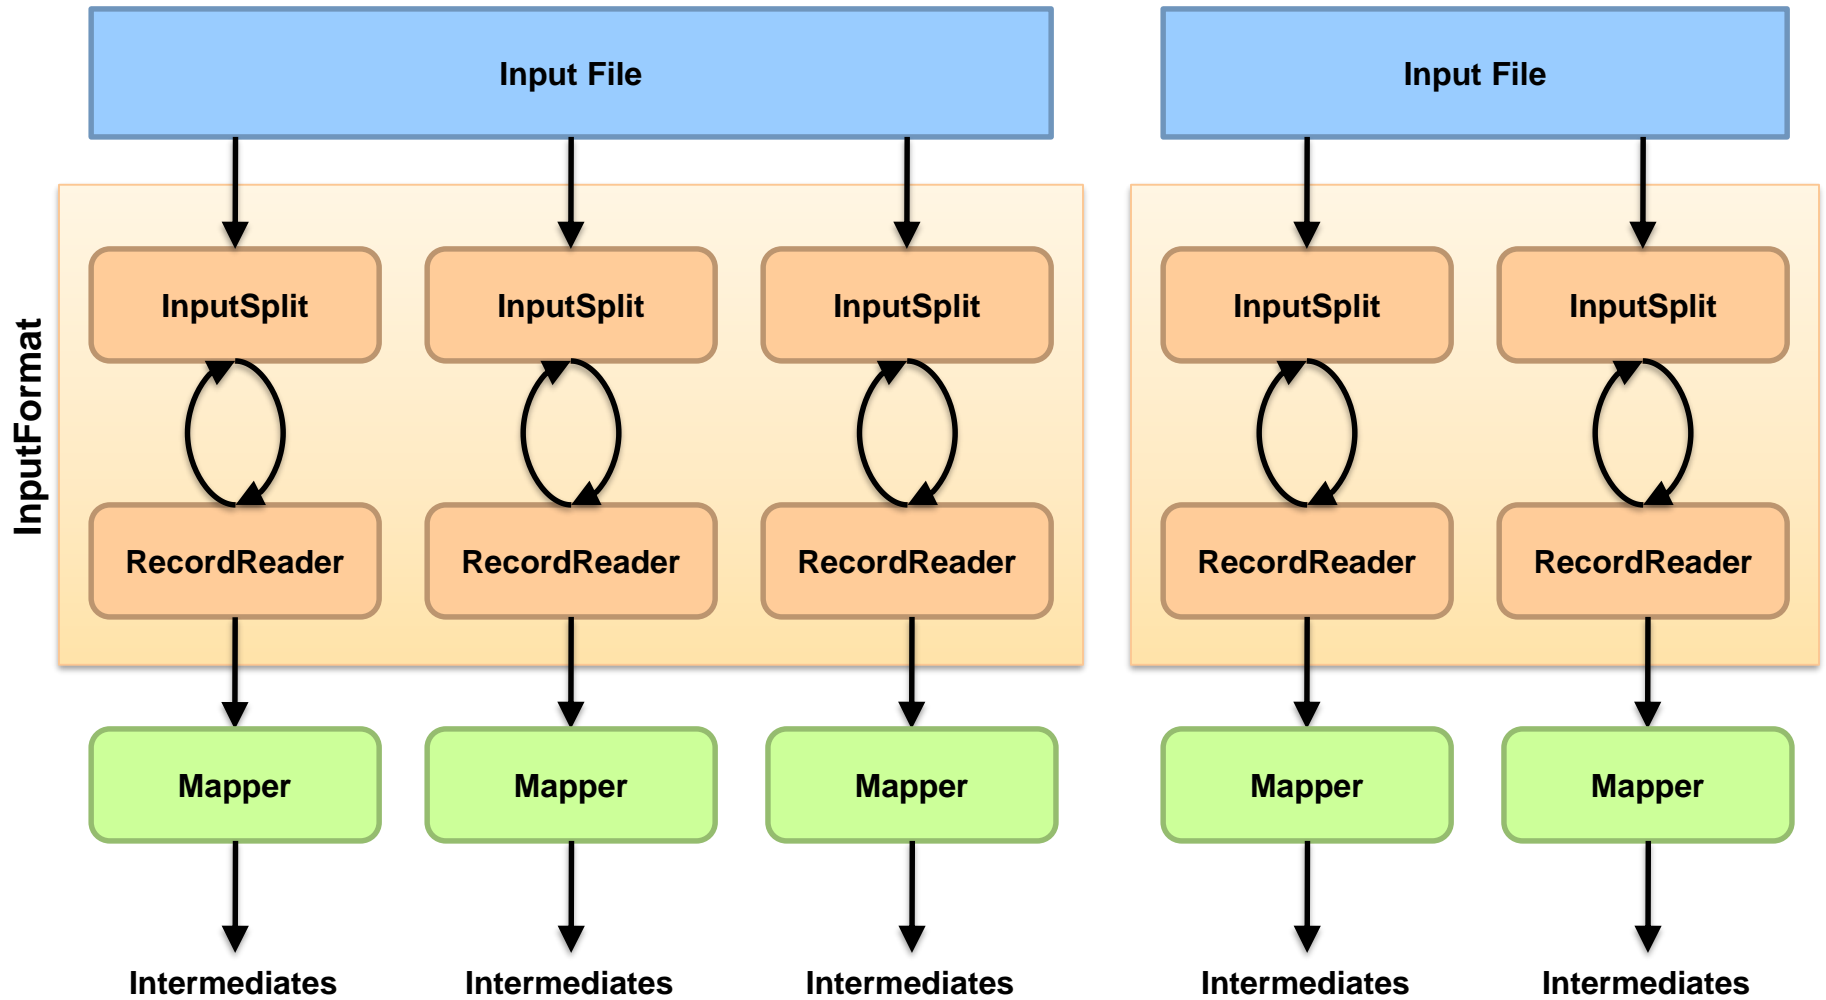 Input File
Input File
InputFormat
InputSplit
InputSplit
InputSplit
InputSplit
InputSplit
RecordReader
RecordReader
RecordReader
RecordReader
RecordReader
Mapper
Mapper
Mapper
Mapper
Mapper
Intermediates
Intermediates
Intermediates
Intermediates
Intermediates